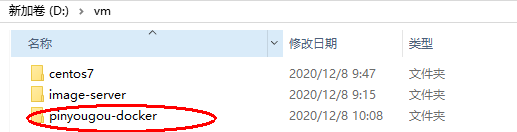 新加卷 (D:) › vm
名称 修改日期 类型
centos7 2020/12/8 9:47 文件夹
image-server 2020/12/8 9:15 文件夹
pinyougou-docker 2020/12/8 10:08 文件夹